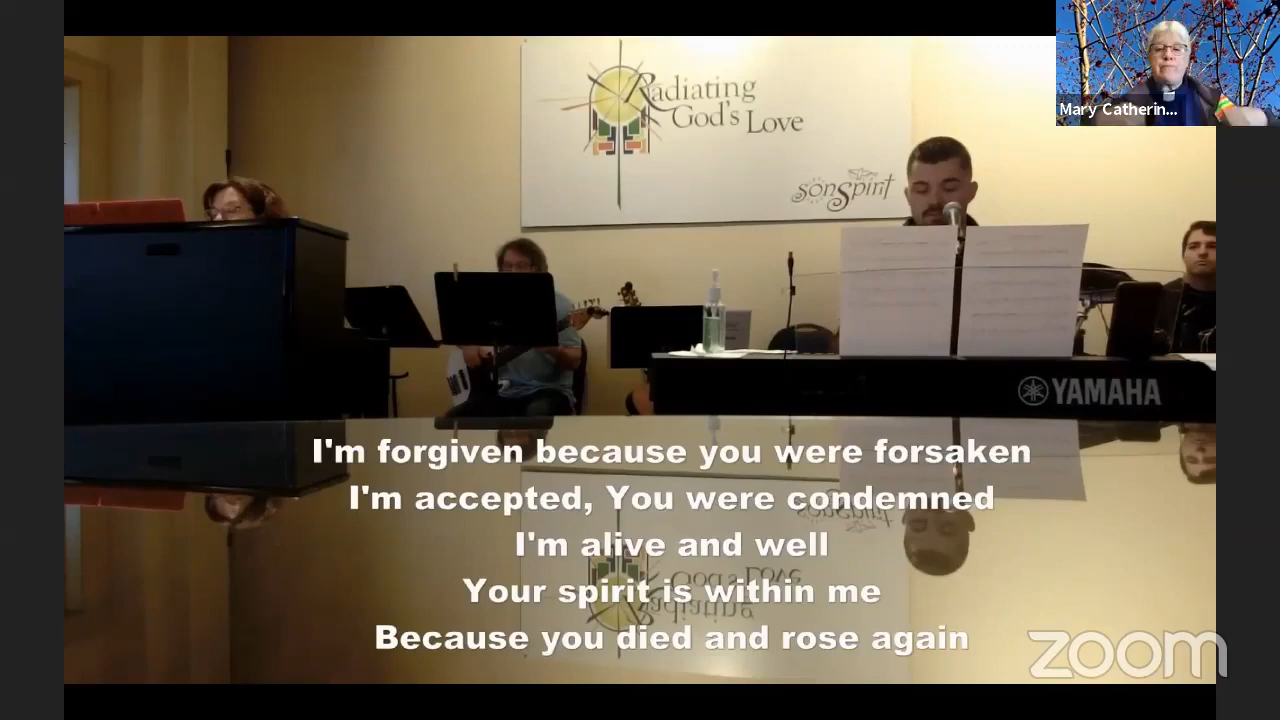 Mary Catherin...
Radiating
God's Love
sonSpirit
YAMAHA
I'm forgiven because you were forsaken
I'm accepted, You were condemned
I'm alive and well
Your spirit is within me
Because you died and rose again
zoom